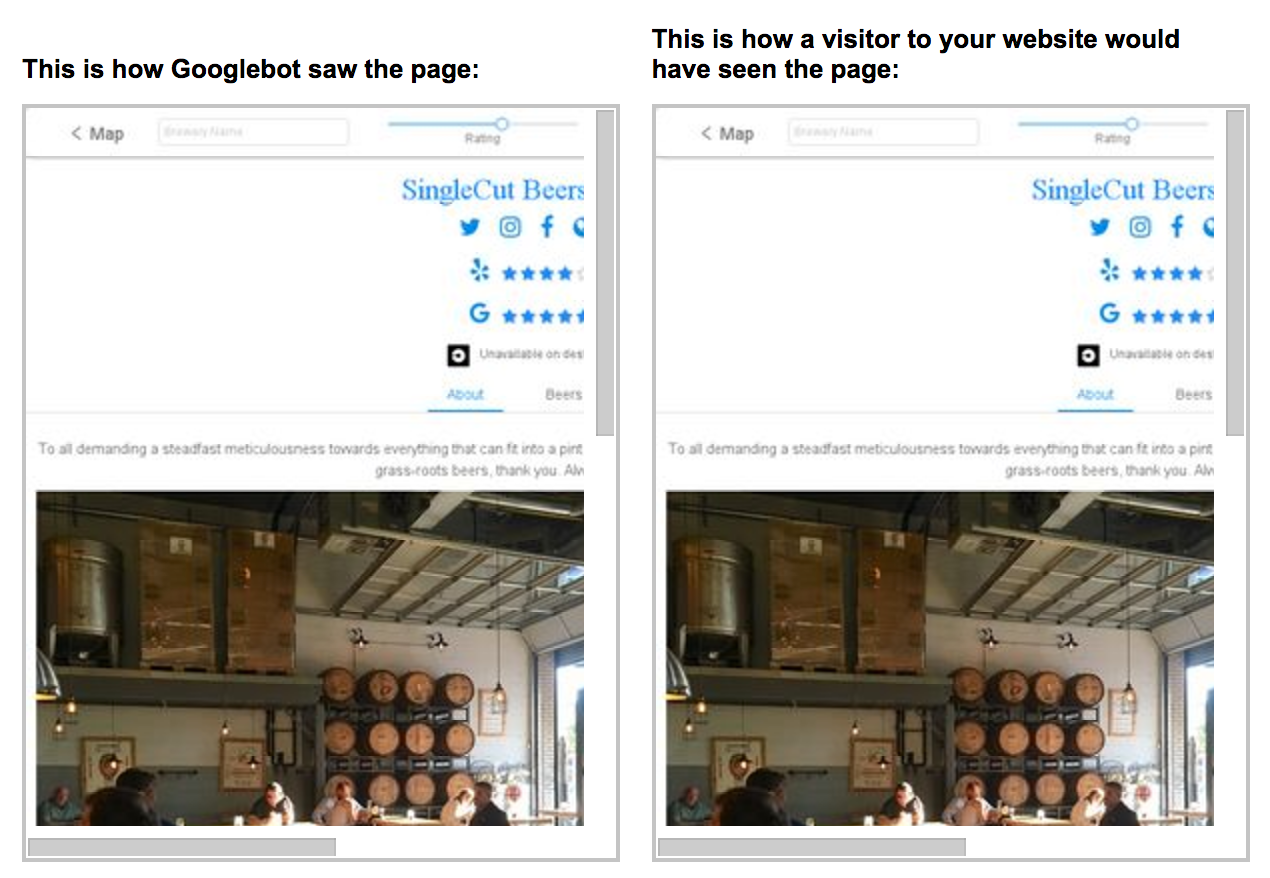 This is how Googlebot saw the page:
< Map
Brewery Name
Rating
SingleCut Beers
G
Unavailable on des
About
Beers
To all demanding a steadfast meticulousness towards everything that can fit into a pint
grass-roots beers, thank you. Alw
This is how a visitor to your website would
have seen the page:
< Map
Brewery Name
Rating
SingleCut Beers
G
Unavailable on des
About
Beers
To all demanding a steadfast meticulousness towards everything that can fit into a pint
grass-roots beers, thank you. Alw